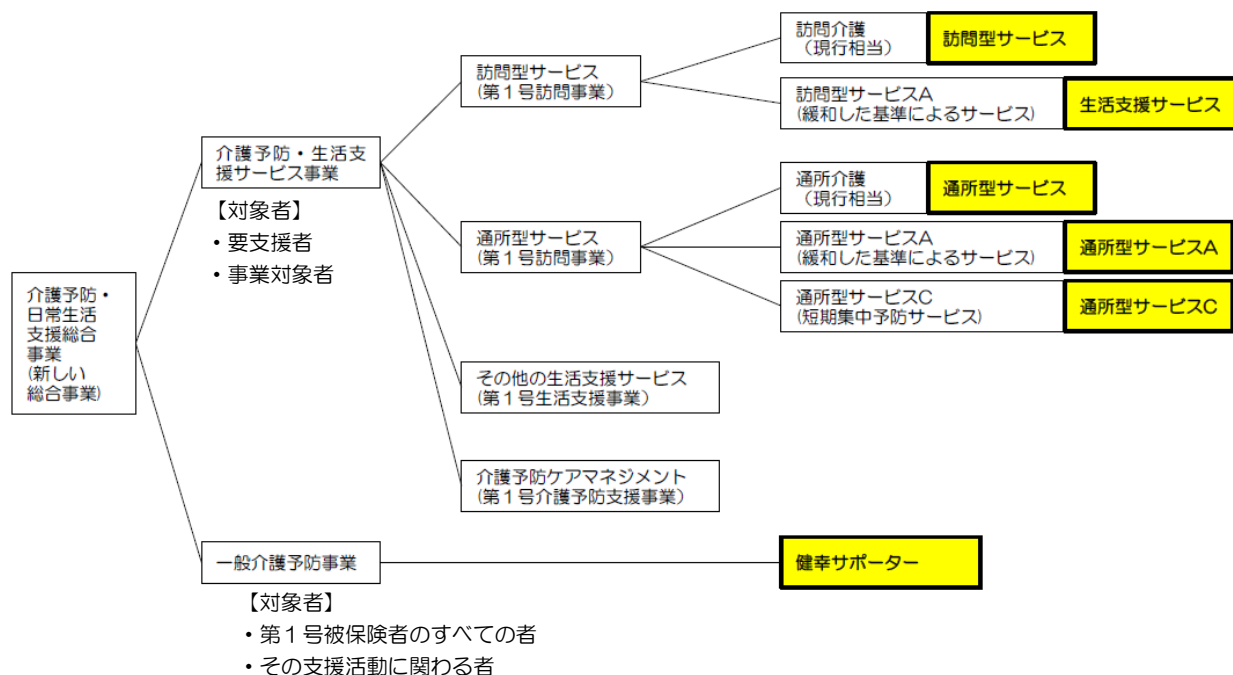 介護予防・
日常生活
支援総合
事業
(新しい
総合事業)
介護予防・生活支
援サービス事業
【対象者】
・要支援者
・事業対象者
訪問型サービス
(第１号訪問事業)
訪問介護
（現行相当）
訪問型サービス
訪問型サービスA
(緩和した基準によるサービス)
生活支援サービス
通所型サービス
(第１号訪問事業)
通所介護
（現行相当）
通所型サービス
通所型サービスA
(緩和した基準によるサービス)
通所型サービスA
通所型サービスC
(短期集中予防サービス)
通所型サービスC
その他の生活支援サービス
(第１号生活支援事業)
介護予防ケアマネジメント
(第１号介護予防支援事業)
一般介護予防事業
健幸サポーター
【対象者】
・第１号被保険者のすべての者
・その支援活動に関わる者